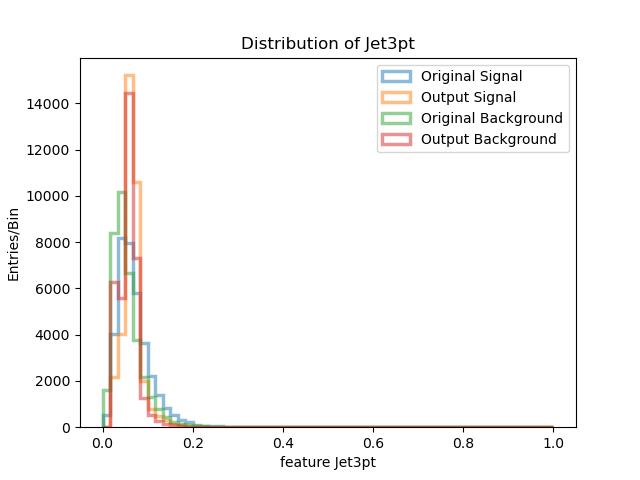 Distribution of Jet3pt
Original Signal
Output Signal
Original Background
Output Background
14000
12000
10000
8000
6000
4000
2000
0
Entries/Bin
0.0 0.2 0.4 0.6 0.8 1.0
feature Jet3pt